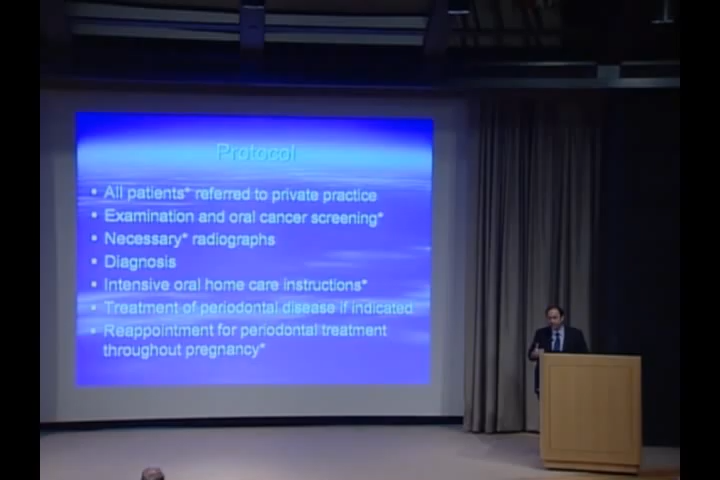 Protocol
▪ All patients* referred to private practice
▪ Examination and oral cancer screening*
▪ Necessary* radiographs
▪ Diagnosis
▪ Intensive oral home care instructions*
▪ Treatment of periodontal disease if indicated
▪ Reappointment for periodontal treatment
throughout pregnancy*